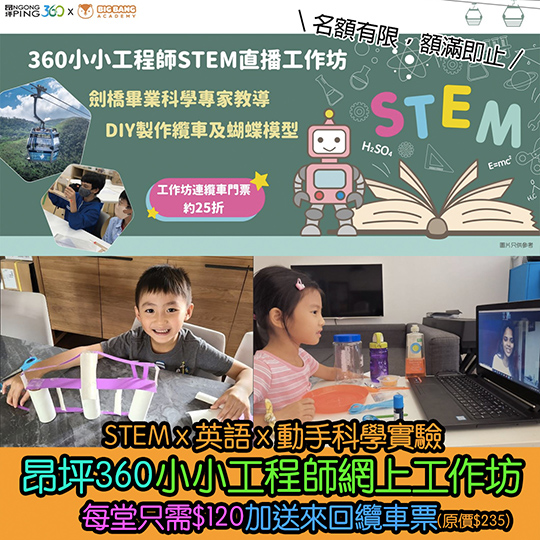 昂坪 NGONG PING 360 x BIG BANG ACADEMY
\ 名額有限，額滿即止 /
360小小工程師STEM直播工作坊
劍橋畢業科學專家教導
DIY製作纜車及蝴蝶模型
工作坊連纜車門票
約25折
STEM
H₂SO₄
E=mc²
圖片只供參考
STEM x 英語 x 動手科學實驗
昂坪360小小工程師網上工作坊
每堂只需$120加送來回纜車票(原價$235)